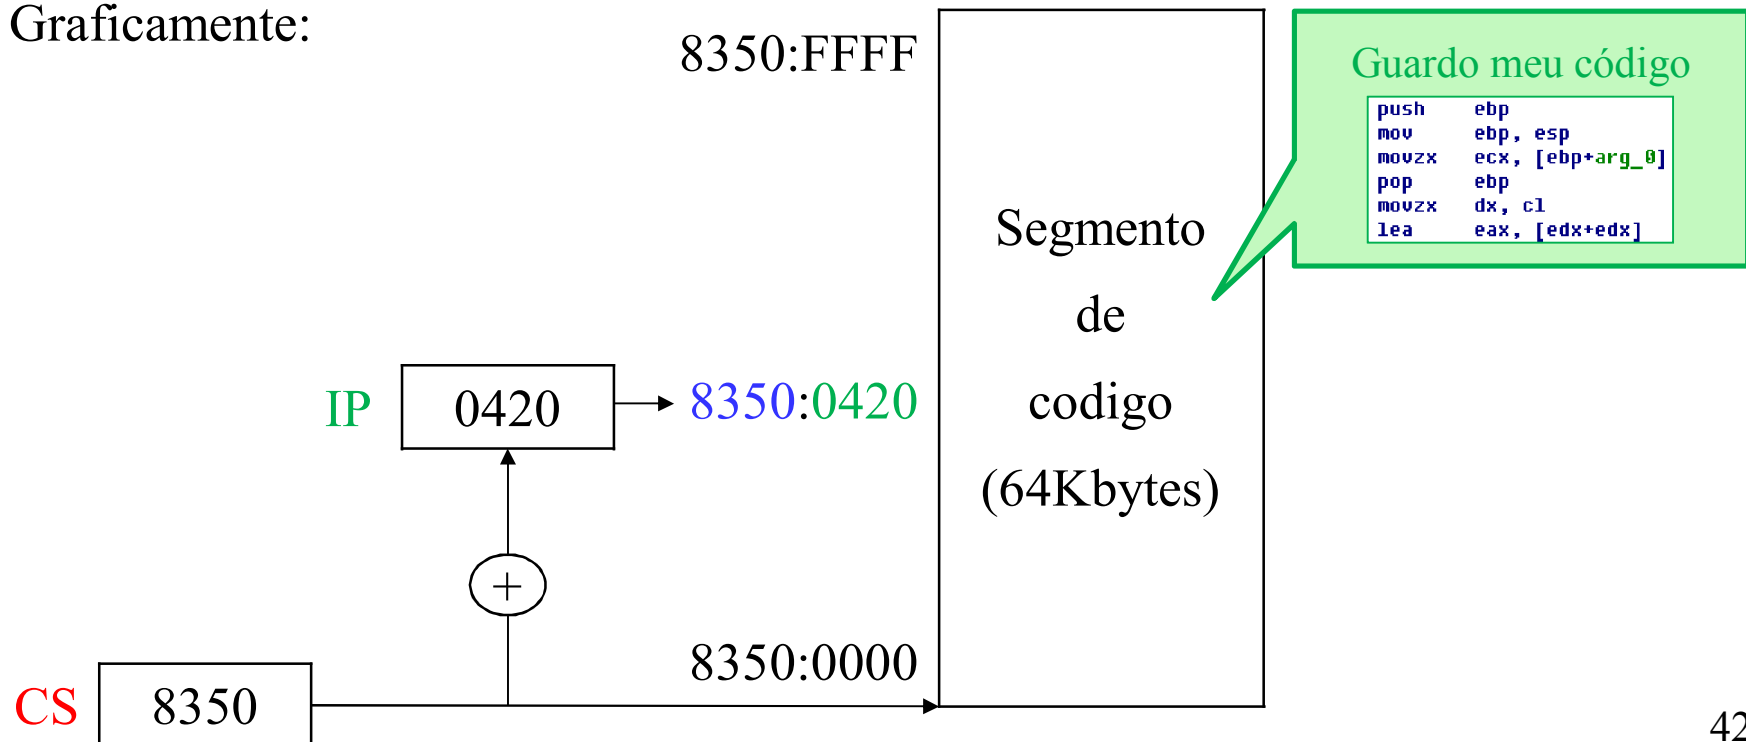 Graficamente:
8350:FFFF
Guardo meu código
push ebp
mov ebp, esp
movzx ecx, [ebp+arg_0]
pop ebp
movzx dx, cl
lea eax, [edx+edx]
Segmento
de
codigo
(64Kbytes)
IP 0420 8350:0420
+
8350:0000
CS 8350
42